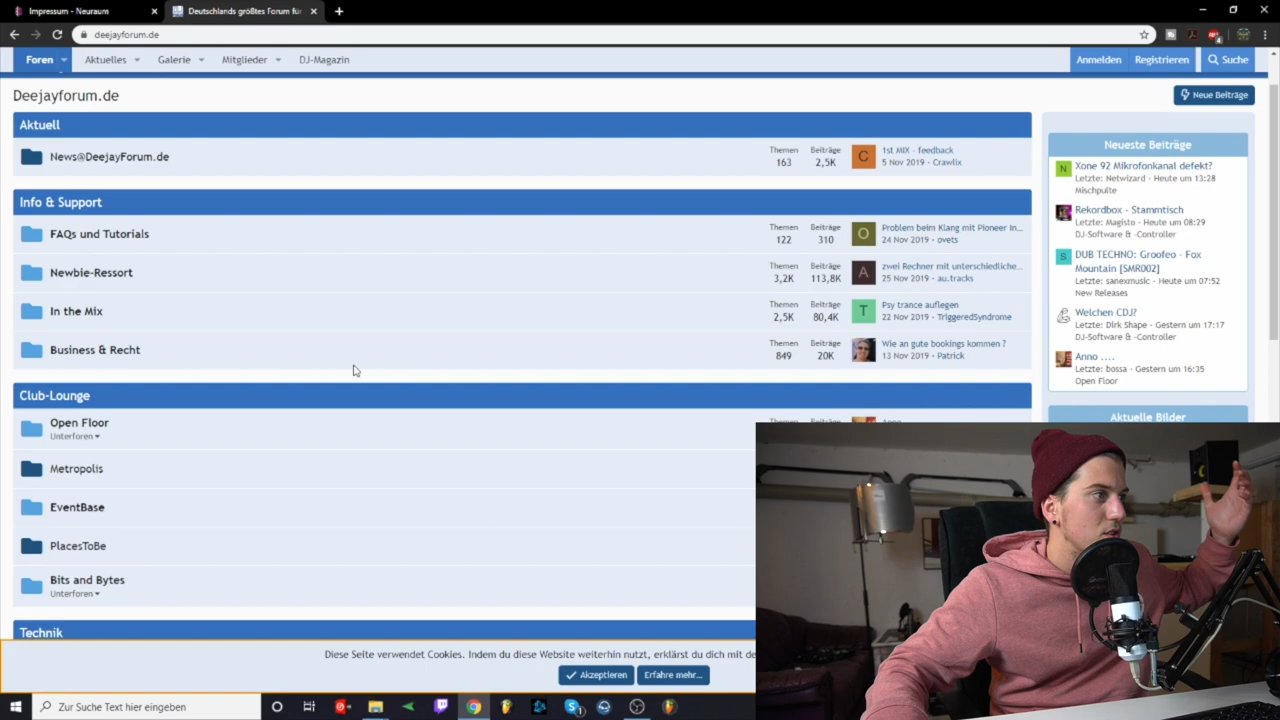 Impressum - Neuraum
Deutschlands größtes Forum für
deejayforum.de
Foren Aktuelles Galerie Mitglieder DJ-Magazin Anmelden Registrieren Suche
Deejayforum.de
Neue Beiträge
Aktuell
News@DeejayForum.de
Themen
163
Beiträge
2,5K
C
1st MIX - feedback
5 Nov 2019 · Crawlix
Info & Support
FAQs und Tutorials
Themen
122
Beiträge
310
O
Problem beim Klang mit Pioneer In...
24 Nov 2019 · ovets
Newbie-Ressort
Themen
3,2K
Beiträge
113,8K
A
zwei Rechner mit unterschiedliche...
25 Nov 2019 · au.tracks
In the Mix
Themen
2,5K
Beiträge
80,4K
T
Psy trance auflegen
22 Nov 2019 · TriggeredSyndrome
Business & Recht
Themen
849
Beiträge
20K
Wie an gute bookings kommen ?
13 Nov 2019 · Patrick
Club-Lounge
Open Floor
Unterforen
Metropolis
EventBase
PlacesToBe
Bits and Bytes
Unterforen
Technik
Neueste Beiträge
N
Xone 92 Mikrofonkanal defekt?
Letzte: Netwizard · Heute um 13:28
Mischpulte
Rekordbox - Stammtisch
Letzte: Magisto · Heute um 08:29
DJ-Software & -Controller
S
DUB TECHNO: Groofeo - Fox
Mountain [SMR002]
Letzte: sanexmusic · Heute um 07:52
New Releases
Welchen CDJ?
Letzte: Dirk Shape · Gestern um 17:17
DJ-Software & -Controller
Anno ....
Letzte: bossa · Gestern um 16:35
Open Floor
Aktuelle Bilder
Diese Seite verwendet Cookies. Indem du diese Website weiterhin nutzt, erklärst du dich mit de
Akzeptieren Erfahre mehr...
Zur Suche Text hier eingeben